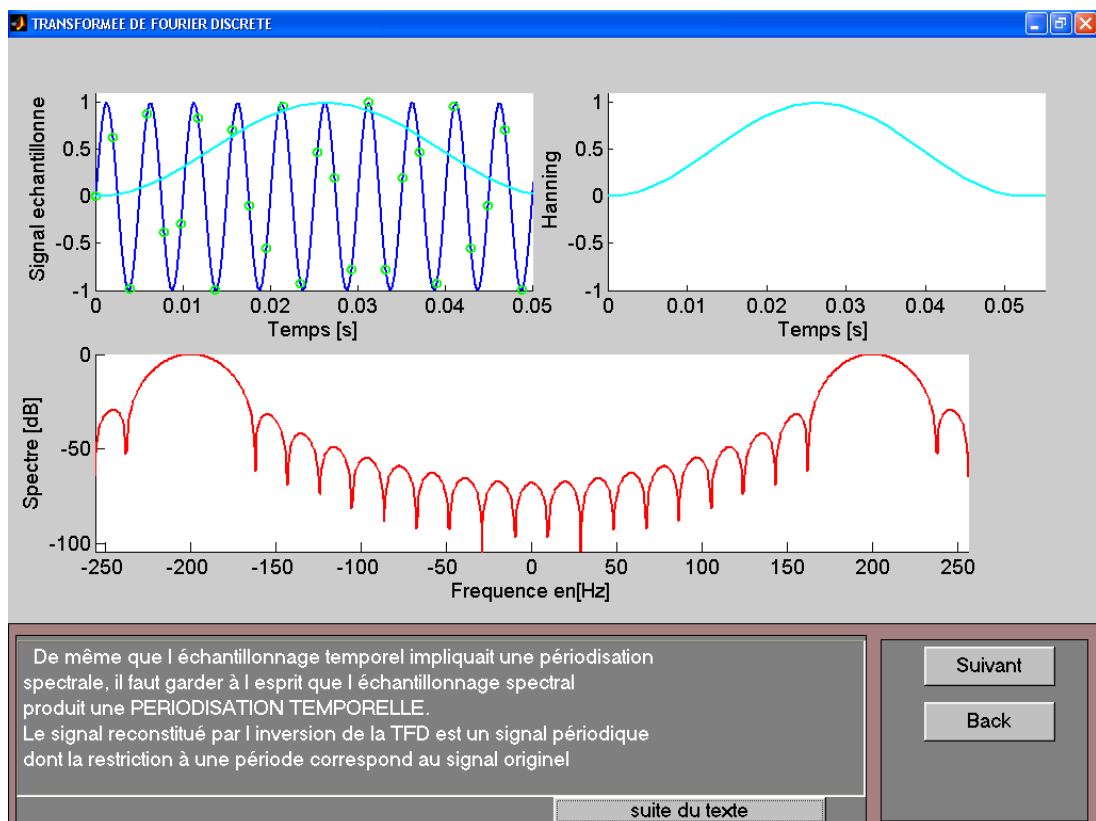 TRANSFORMEE DE FOURIER DISCRETE
Signal echantillonne
1
0.5
0
-0.5
-1
0 0.01 0.02 0.03 0.04 0.05
Temps [s]
Hanning
1
0.5
0
-0.5
-1
0 0.01 0.02 0.03 0.04 0.05
Temps [s]
Spectre [dB]
0
-50
-100
-250 -200 -150 -100 -50 0 50 100 150 200 250
Frequence en[Hz]
De même que l échantillonnage temporel impliquait une périodisation
spectrale, il faut garder à l esprit que l échantillonnage spectral
produit une PERIODISATION TEMPORELLE.
Le signal reconstitué par l inversion de la TFD est un signal périodique
dont la restriction à une période correspond au signal originel
suite du texte
Suivant
Back